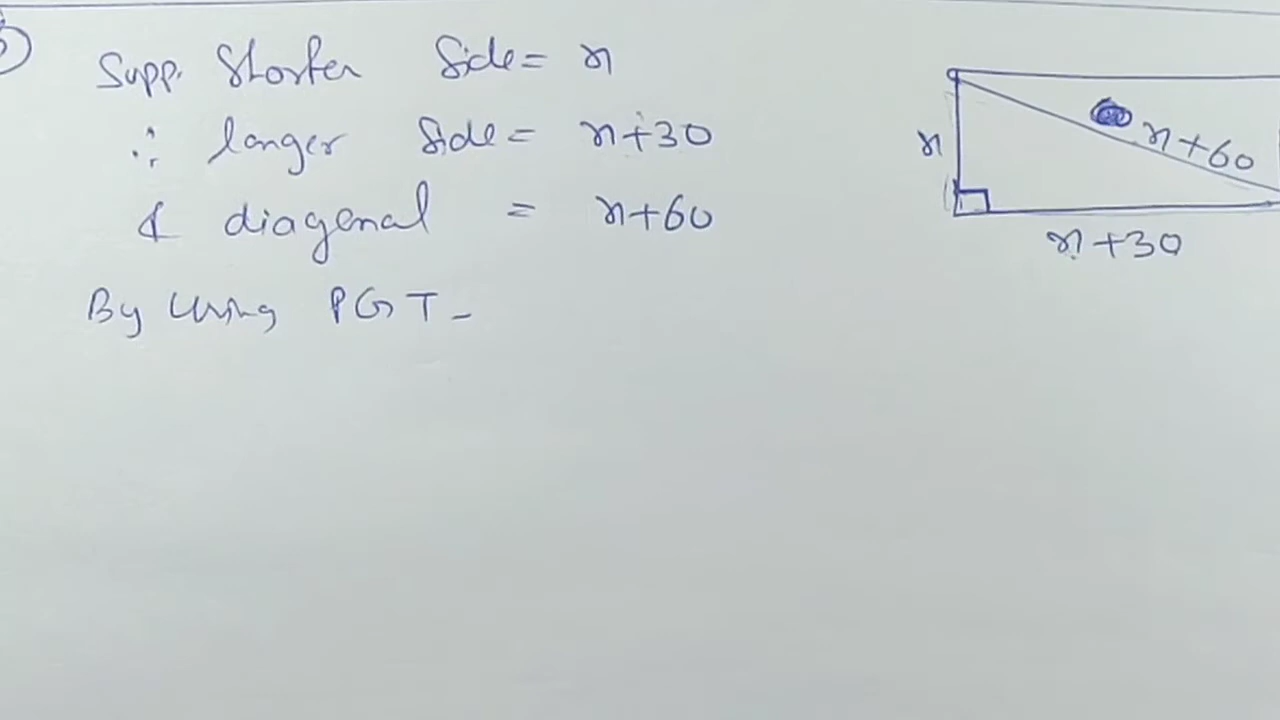 Supp. Shorter Side = x
∴ longer Side = x+30
& diagonal = x+60
By Using PGT-
x
x+60
x+30